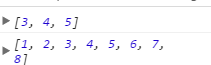 [3, 4, 5]
[1, 2, 3, 4, 5, 6, 7,
8]